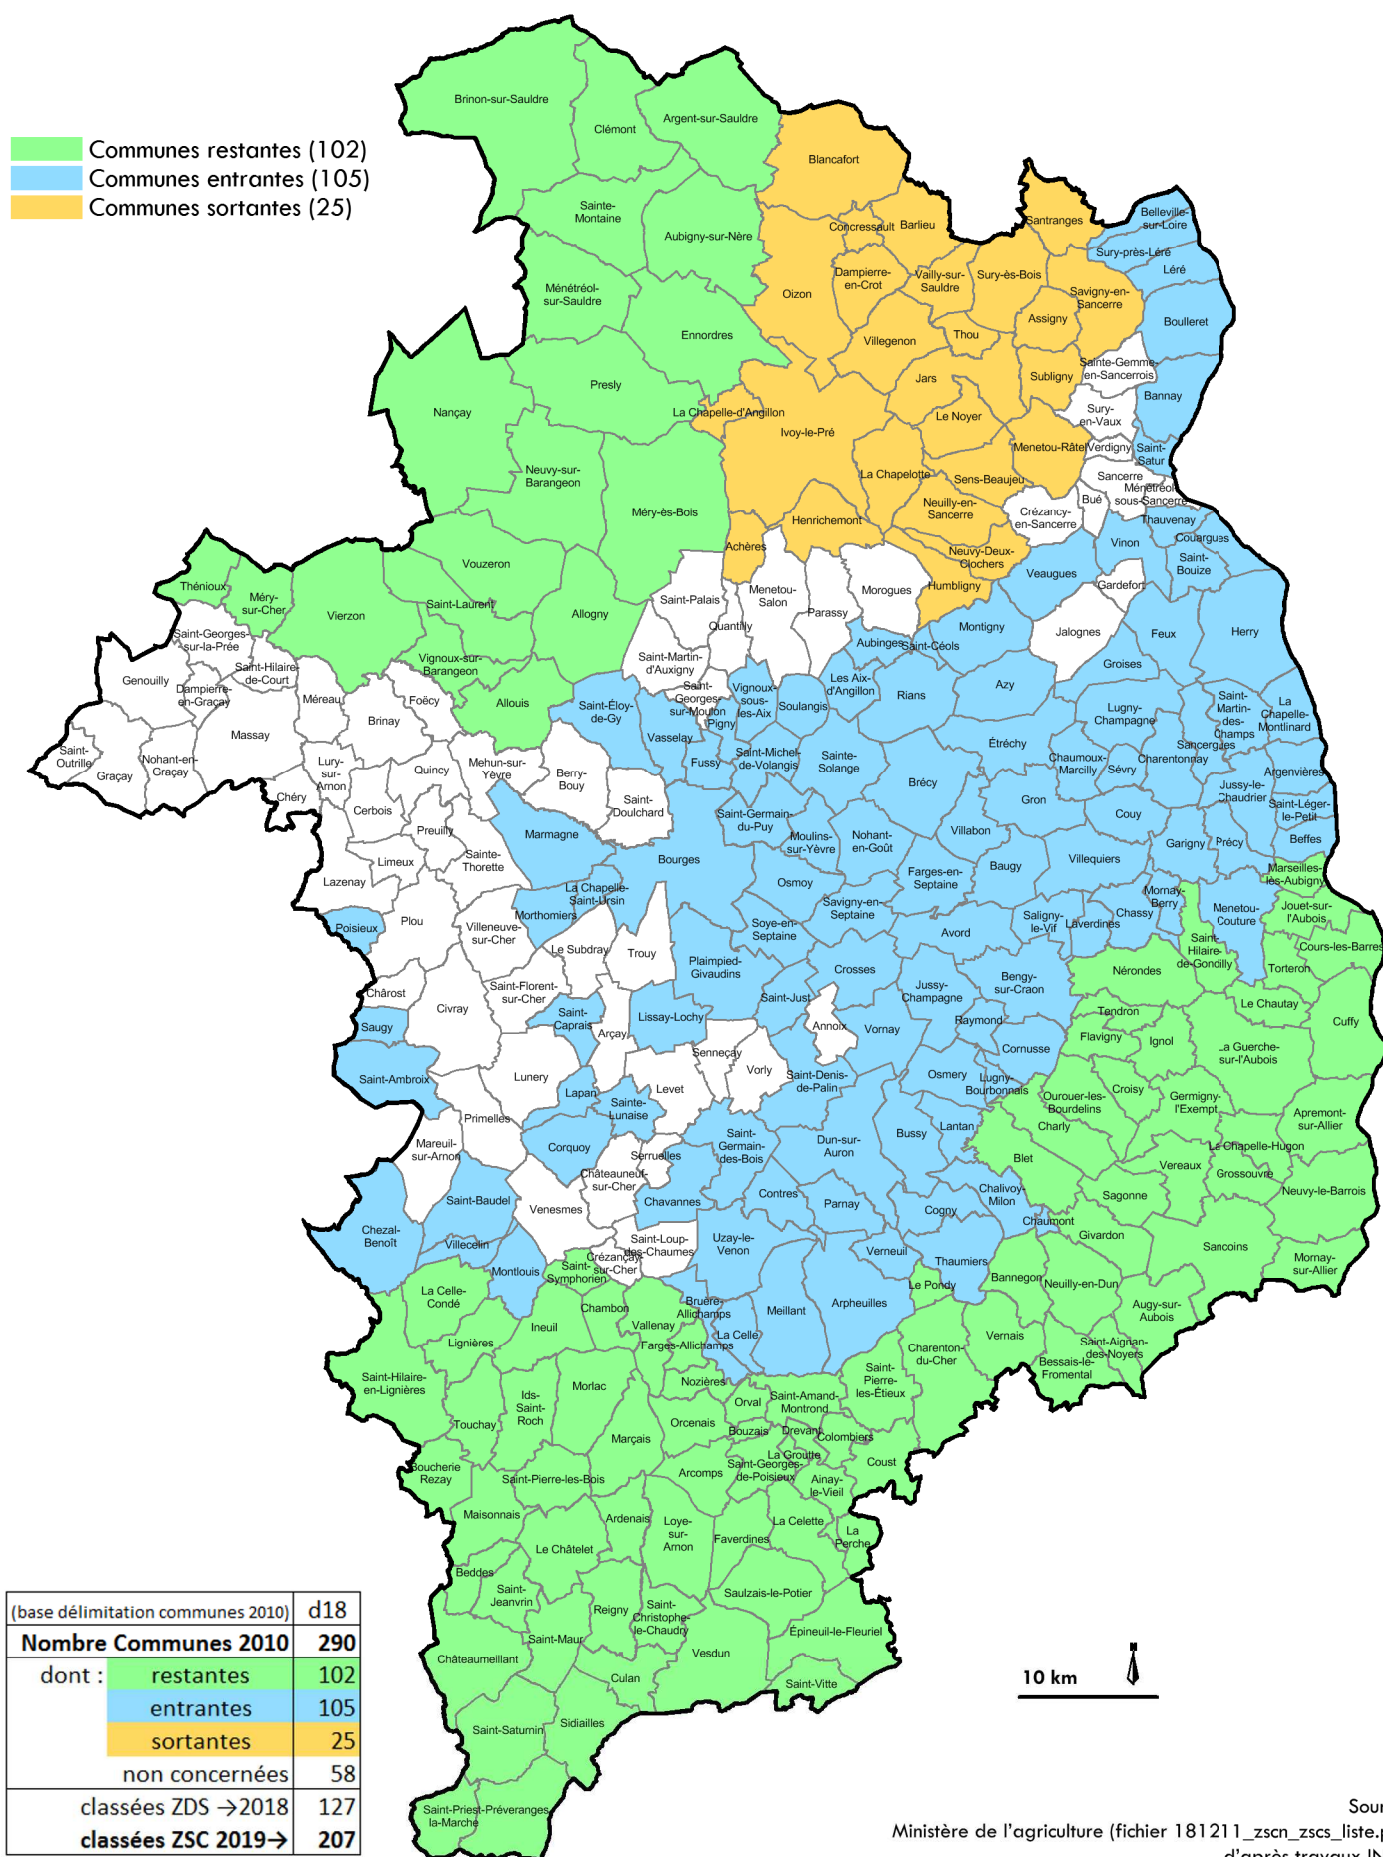 Communes restantes (102)
Communes entrantes (105)
Communes sortantes (25)
Brinon-sur-Sauldre
Clémont
Argent-sur-Sauldre
Blancafort
Sainte-
Montaine
Aubigny-sur-Nère
Concressault
Barlieu
Santranges
Belleville-
sur-Loire
Sury-près-Léré
Léré
Ménétréol-
sur-Sauldre
Oizon
Dampierre-
en-Crot
Vailly-sur-
Sauldre
Sury-ès-Bois
Savigny-en-
Sancerre
Assigny
Boulleret
Ennordres
Villegenon
Thou
Sainte-Gemme-
en-Sancerrois
Presly
Jars
Subligny
Bannay
Nançay
La Chapelle-d'Angillon
Ivoy-le-Pré
Le Noyer
Sury-
en-Vaux
Menetou-Râtel
Verdigny
Saint-
Satur
Neuvy-sur-
Barangeon
La Chapelotte
Sens-Beaujeu
Sancerre
Ménétréol-
sous-Sancerre
Bué
Méry-ès-Bois
Henrichemont
Neuilly-en-
Sancerre
Crézancy-
en-Sancerre
Thauvenay
Couargues
Achères
Neuvy-Deux-
Clochers
Vinon
Saint-
Bouize
Vouzeron
Veaugues
Gardefort
Thénioux
Méry-
sur-Cher
Vierzon
Saint-Laurent
Allogny
Saint-Palais
Menetou-
Salon
Morogues
Humbligny
Quantilly
Parassy
Montigny
Jalognes
Feux
Herry
Saint-Georges-
sur-la-Prée
Aubinges
Saint-Céols
Genouilly
Saint-Hilaire-
de-Court
Vignoux-sur-
Barangeon
Saint-Martin-
d'Auxigny
Groises
Dampierre-
en-Graçay
Méreau
Foëcy
Allouis
Saint-Éloy-
de-Gy
Saint-
Georges-
sur-Moulon
Pigny
Vignoux-
sous-
les-Aix
Soulangis
Les Aix-
d'Angillon
Rians
Azy
Lugny-
Champagne
Saint-
Martin-
des-
Champs
La
Chapelle-
Montlinard
Brinay
Massay
Vasselay
Saint-
Outrille
Graçay
Nohant-en-
Graçay
Lury-
sur-
Arnon
Quincy
Mehun-sur-
Yèvre
Berry-
Bouy
Fussy
Saint-Michel-
de-Volangis
Sainte-
Solange
Étréchy
Chaumoux-
Marcilly
Sévry
Charentonnay
Sancergues
Argenvières
Chéry
Cerbois
Saint-
Doulchard
Brécy
Gron
Couy
Jussy-le-
Chaudrier
Saint-Léger-
le-Petit
Preuilly
Marmagne
Saint-Germain-
du-Puy
Moulins-
sur-Yèvre
Nohant-
en-Goût
Villabon
Garigny
Précy
Beffes
Limeux
Sainte-
Thorette
Bourges
Baugy
Villequiers
Lazenay
La Chapelle-
Saint-Ursin
Osmoy
Farges-en-
Septaine
Marseilles-
lès-Aubigny
Poisieux
Plou
Morthomiers
Savigny-en-
Septaine
Mornay-
Berry
Menetou-
Couture
Jouet-sur-
l'Aubois
Villeneuve-
sur-Cher
Soye-en-
Septaine
Avord
Saligny-
le-Vif
Laverdines
Chassy
Le Subdray
Trouy
Saint-
Hilaire-
de-Gondilly
Cours-les-Barres
Plaimpied-
Givaudins
Crosses
Nérondes
Torteron
Chârost
Saint-Florent-
sur-Cher
Jussy-
Champagne
Bengy-
sur-Craon
Saint-Just
Civray
Saugy
Saint-
Caprais
Lissay-Lochy
Annoix
Vornay
Raymond
Tendron
Le Chautay
Cuffy
Arçay
Flavigny
Ignol
La Guerche-
sur-l'Aubois
Cornusse
Senneçay
Saint-Ambroix
Lunery
Vorly
Saint-Denis-
de-Palin
Osmery
Lugny-
Bourbonnais
Levet
Lapan
Sainte-
Lunaise
Ourouer-les-
Bourdelins
Croisy
Germigny-
l'Exempt
Apremont-
sur-Allier
Primelles
Charly
Mareuil-
sur-Arnon
Corquoy
Serruelles
Saint-
Germain-
des-Bois
Dun-sur-
Auron
Bussy
Lantan
Blet
La Chapelle-Hugon
Châteauneuf-
sur-Cher
Vereaux
Grossouvre
Saint-Baudel
Venesmes
Chavannes
Contres
Parnay
Cogny
Chalivoy-
Milon
Sagonne
Neuvy-le-Barrois
Chezal-
Benoît
Chaumont
Givardon
Villecelin
Saint-Loup-
des-Chaumes
Uzay-le-
Venon
Verneuil
Thaumiers
Sancoins
Mornay-
sur-Allier
Montlouis
Saint-
Symphorien
Crézançay-
sur-Cher
Le Pondy
Bannegon
Neuilly-en-Dun
La Celle-
Condé
Chambon
Bruère-
Allichamps
Meillant
Arpheuilles
Augy-sur-
Aubois
Ineuil
Vallenay
La Celle
Vernais
Lignières
Farges-Allichamps
Charenton-
du-Cher
Saint-Aignan-
des-Noyers
Bessais-le-
Fromental
Saint-Hilaire-
en-Lignières
Morlac
Nozières
Saint-
Pierre-
les-Étieux
Ids-
Saint-
Roch
Orval
Saint-Amand-
Montrond
Touchay
Orcenais
Bouzais
Drevant
Colombiers
Marçais
La Groutte
Coust
Boucherie
Rezay
Saint-Pierre-les-Bois
Arcomps
Saint-Georges-
de-Poisieux
Ainay-
le-Vieil
Maisonnais
Ardenais
Loye-
sur-
Arnon
Faverdines
La Celette
La
Perche
Le Châtelet
Beddes
Saint-
Jeanvrin
Saulzais-le-Potier
Reigny
Saint-
Christophe-
le-Chaudry
Saint-Maur
Épineuil-le-Fleuriel
Châteaumeillant
Vesdun
Culan
Saint-Vitte
Saint-Saturnin
Sidiailles
Saint-Priest-
la-Marche
Préveranges
(base délimitation communes 2010) d18
Nombre Communes 2010 290
dont : restantes 102
entrantes 105
sortantes 25
non concernées 58
classées ZDS →2018 127
classées ZSC 2019→ 207
N
10 km
Sour
Ministère de l'agriculture (fichier 181211_zscn_zscs_liste.p
d'après travaux IN